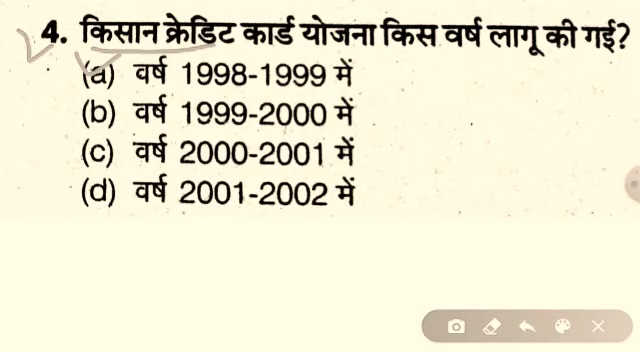 4. किसान क्रेडिट कार्ड योजना किस वर्ष लागू की गई?
(a) वर्ष 1998-1999 में
(b) वर्ष 1999-2000 में
(c) वर्ष 2000-2001 में
(d) वर्ष 2001-2002 में